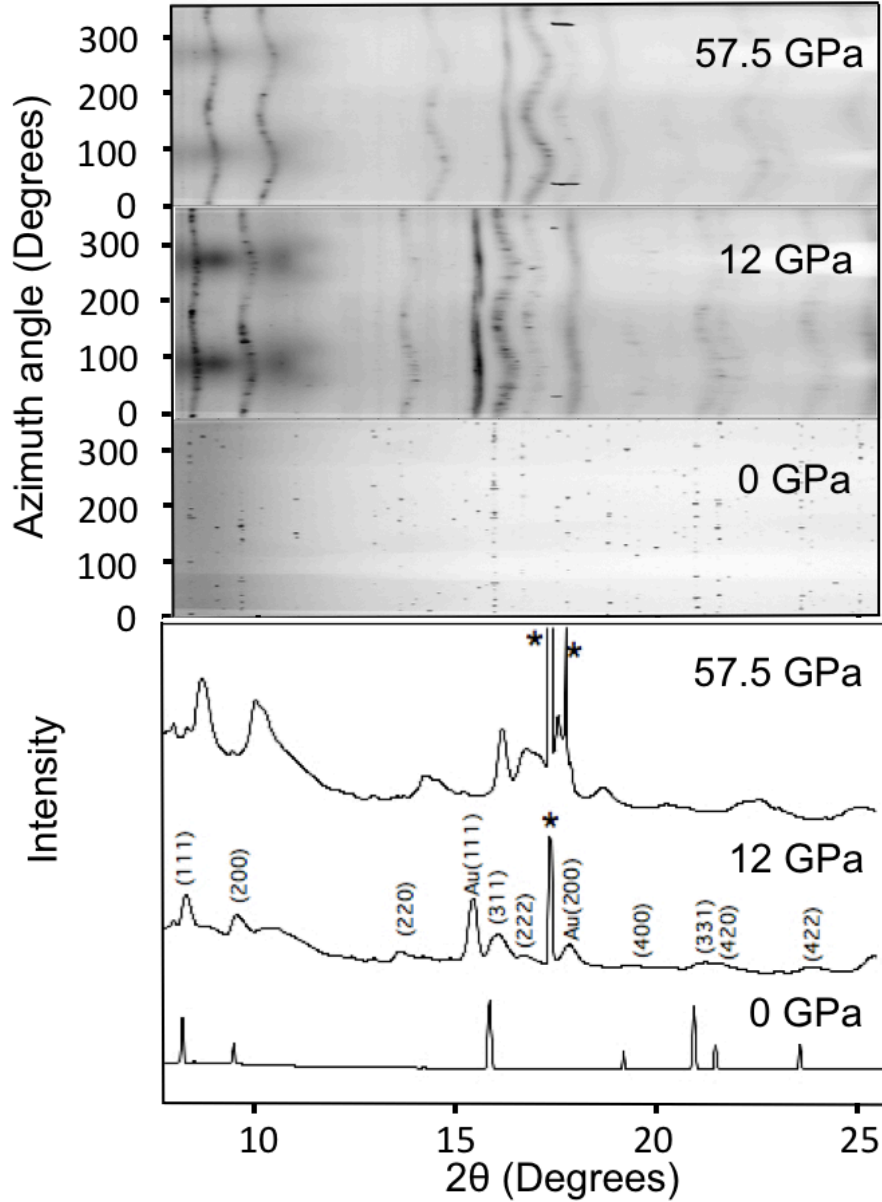 Azimuth angle (Degrees)
300
200
100
0
57.5 GPa
300
200
100
0
12 GPa
300
200
100
0
0 GPa
Intensity
* *
57.5 GPa
*
12 GPa
(111)
(200)
(220)
Au(111)
(311)
(222)
Au(200)
(400)
(331)
(420)
(422)
0 GPa
10 15 20 25
2θ (Degrees)